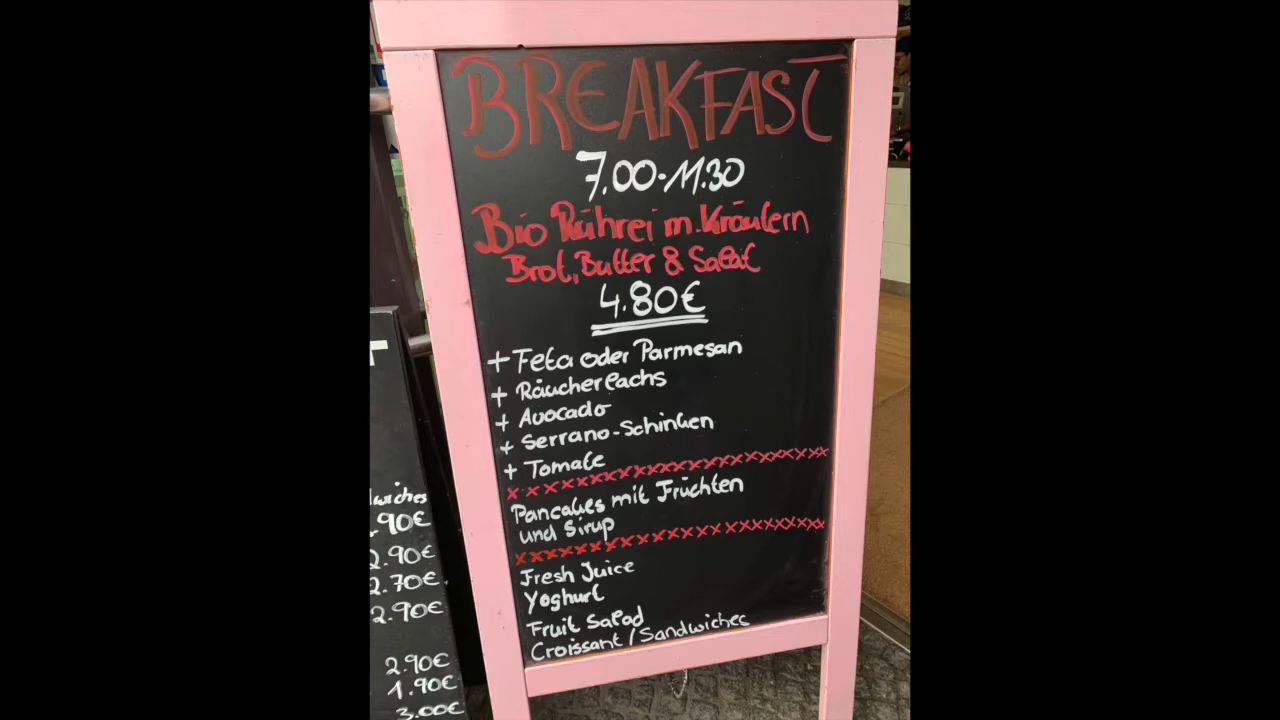 BREAKFAST
7.00-11.30
Bio Rührei m. Kräutern
Brot, Butter & Salat
4.80€
+ Feta oder Parmesan
+ Räucherlachs
+ Avocado
+ Serrano-Schinken
+ Tomate
xxxxxxxxxxxxxxxxxxxxxxx
Pancakes mit Früchten
und Sirup
xxxxxxxxxxxxxxxxxxxxxxx
Fresh Juice
Yoghurt
Fruit Salad
Croissant / Sandwiches
.90€
2.90€
2.70€
2.90€
2.90€
1.90€
3.00€